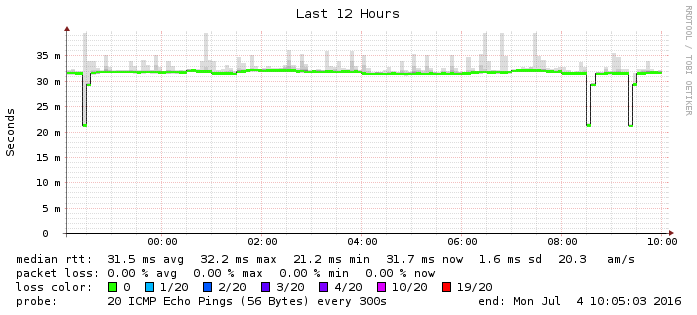 Last 12 Hours
RRDTOOL / TOBI OETIKER
Seconds
35 m
30 m
25 m
20 m
15 m
10 m
5 m
0
00:00 02:00 04:00 06:00 08:00 10:00
median rtt: 31.5 ms avg 32.2 ms max 21.2 ms min 31.7 ms now 1.6 ms sd 20.3 am/s
packet loss: 0.00 % avg 0.00 % max 0.00 % min 0.00 % now
loss color: 0 1/20 2/20 3/20 4/20 10/20 19/20
probe: 20 ICMP Echo Pings (56 Bytes) every 300s end: Mon Jul 4 10:05:03 2016